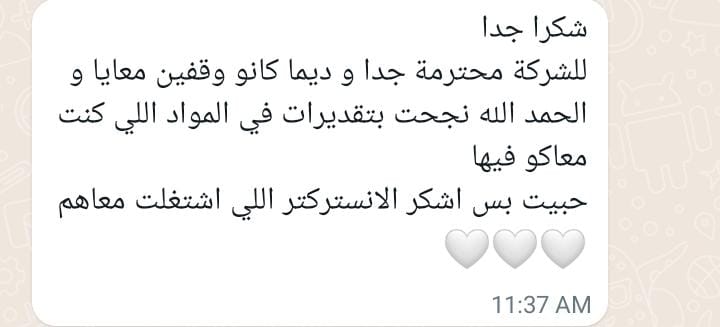 شكرا جدا
للشركة محترمة جدا و ديما كانو وقفين معايا و
الحمد الله نجحت بتقديرات في المواد اللي كنت
معاكو فيها
حبيت بس اشكر الانستركتر اللي اشتغلت معاهم
🤍🤍🤍
11:37 AM